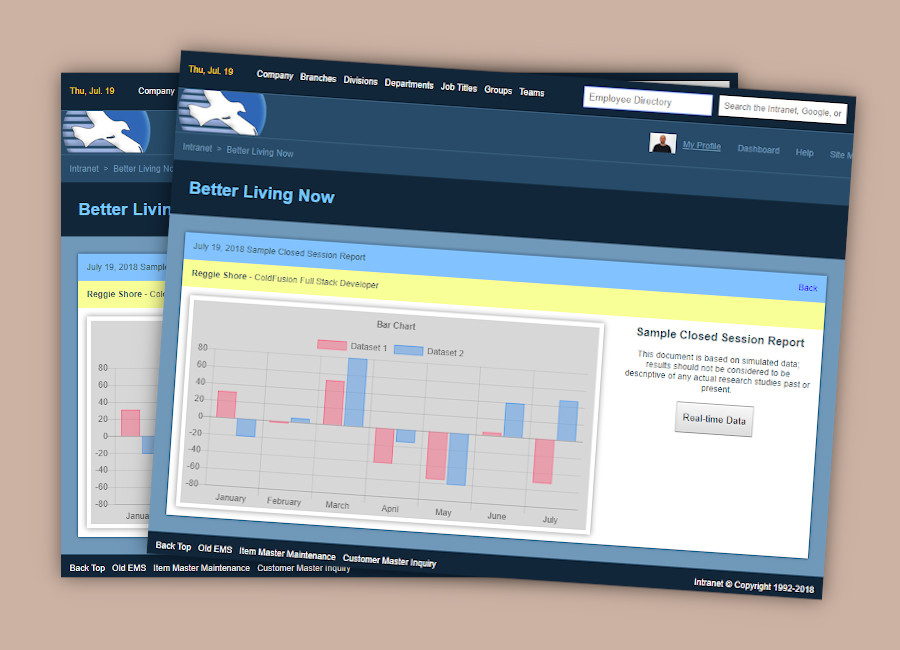 Thu, Jul. 19 Company Branches Divisions Departments Job Titles Groups Teams
Employee Directory
Search the Intranet, Google, or
My Profile Dashboard Help Site M
Intranet > Better Living Now
Better Living Now
July 19, 2018 Sample Closed Session Report
Back
Reggie Shore - ColdFusion Full Stack Developer
Bar Chart
Dataset 1 Dataset 2
80
60
40
20
0
-20
-40
-60
-80
January February March April May June July
Sample Closed Session Report
This document is based on simulated data;
results should not be considered to be
descriptive of any actual research studies past or
present.
Real-time Data
Back Top Old EMS Item Master Maintenance Customer Master Inquiry
Intranet © Copyright 1992-2018
Thu, Jul. 19 Company
Intranet > Better Living No
Better Livin
July 19, 2018 Sample
Reggie Shore - Col
80
60
40
20
0
-20
-40
-60
-80
Janua
Back Top Old EMS Item Master Maintenance Customer Master Inquiry